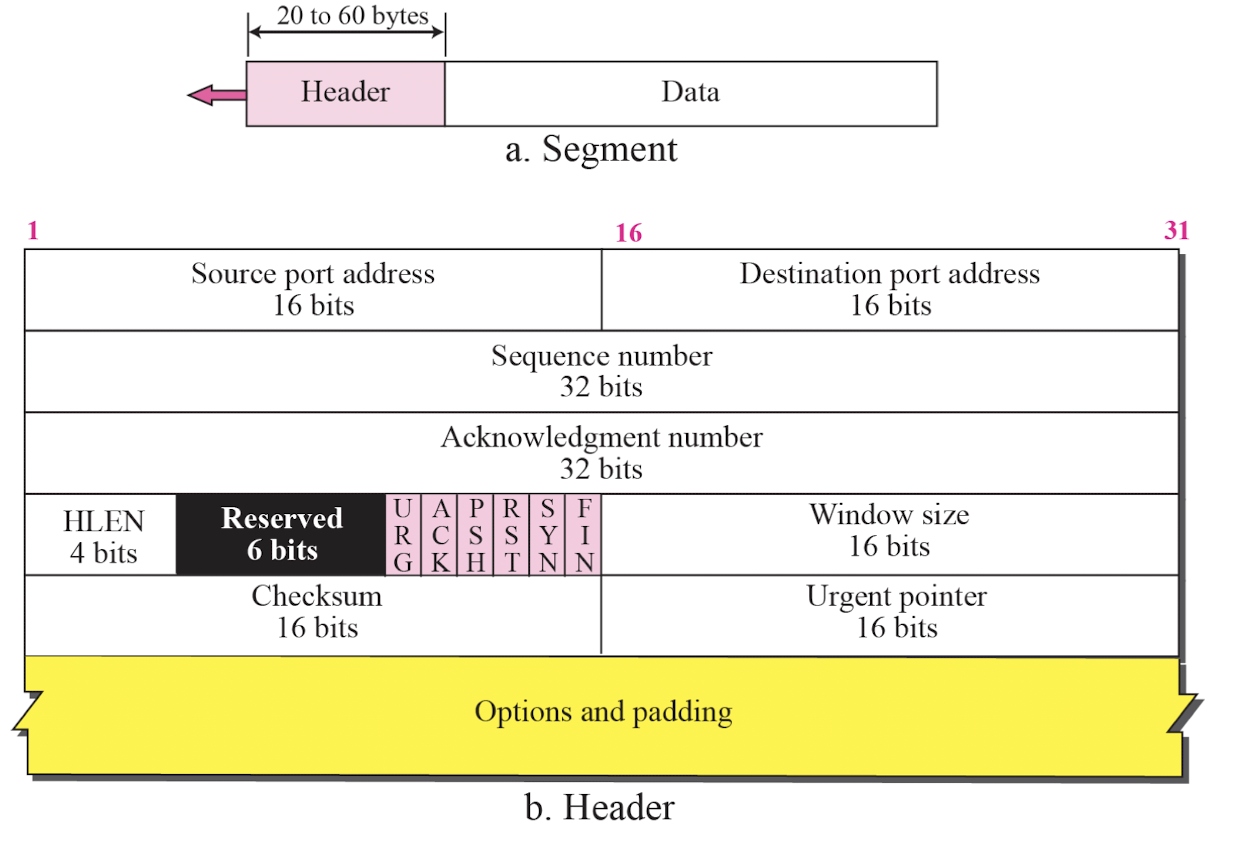 20 to 60 bytes
Header
Data
a. Segment
1
16
31
Source port address
16 bits
Destination port address
16 bits
Sequence number
32 bits
Acknowledgment number
32 bits
HLEN
4 bits
Reserved
6 bits
URG
ACK
PSH
RST
SYN
FIN
Window size
16 bits
Checksum
16 bits
Urgent pointer
16 bits
Options and padding
b. Header